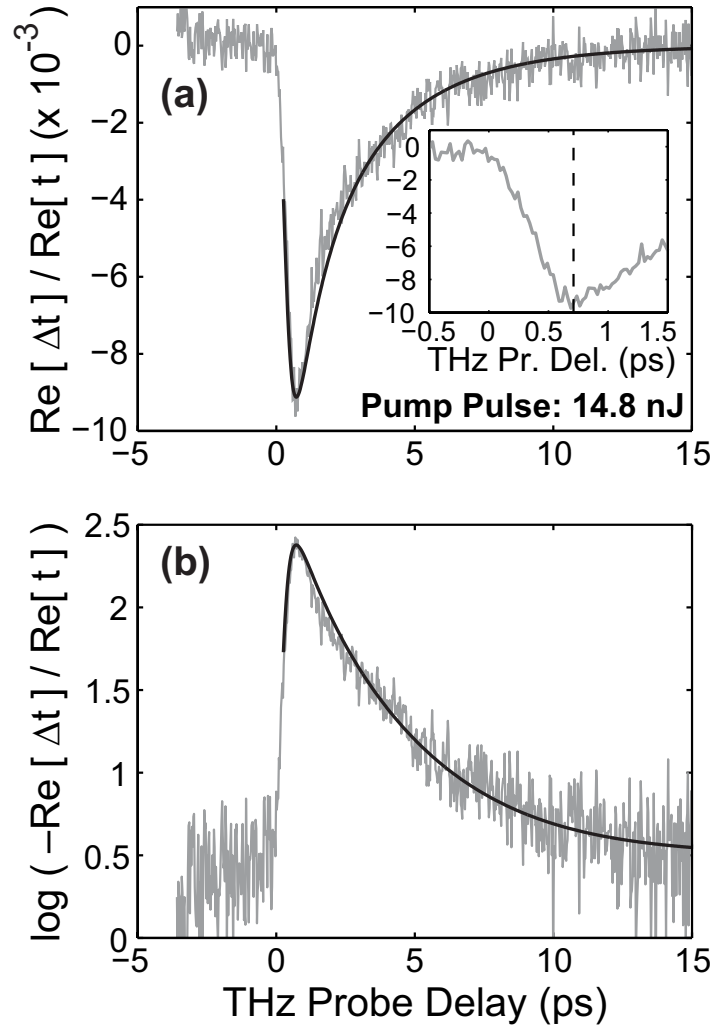 Re [ Δt ] / Re[ t ] (x 10⁻³)
0
−2
−4
−6
−8
−10
(a)
0
−2
−4
−6
−8
−10
−0.5 0 0.5 1 1.5
THz Pr. Del. (ps)
Pump Pulse: 14.8 nJ
−5 0 5 10 15
log ( −Re [ Δt ] / Re[ t ] )
2.5
2
1.5
1
0.5
0
(b)
−5 0 5 10 15
THz Probe Delay (ps)